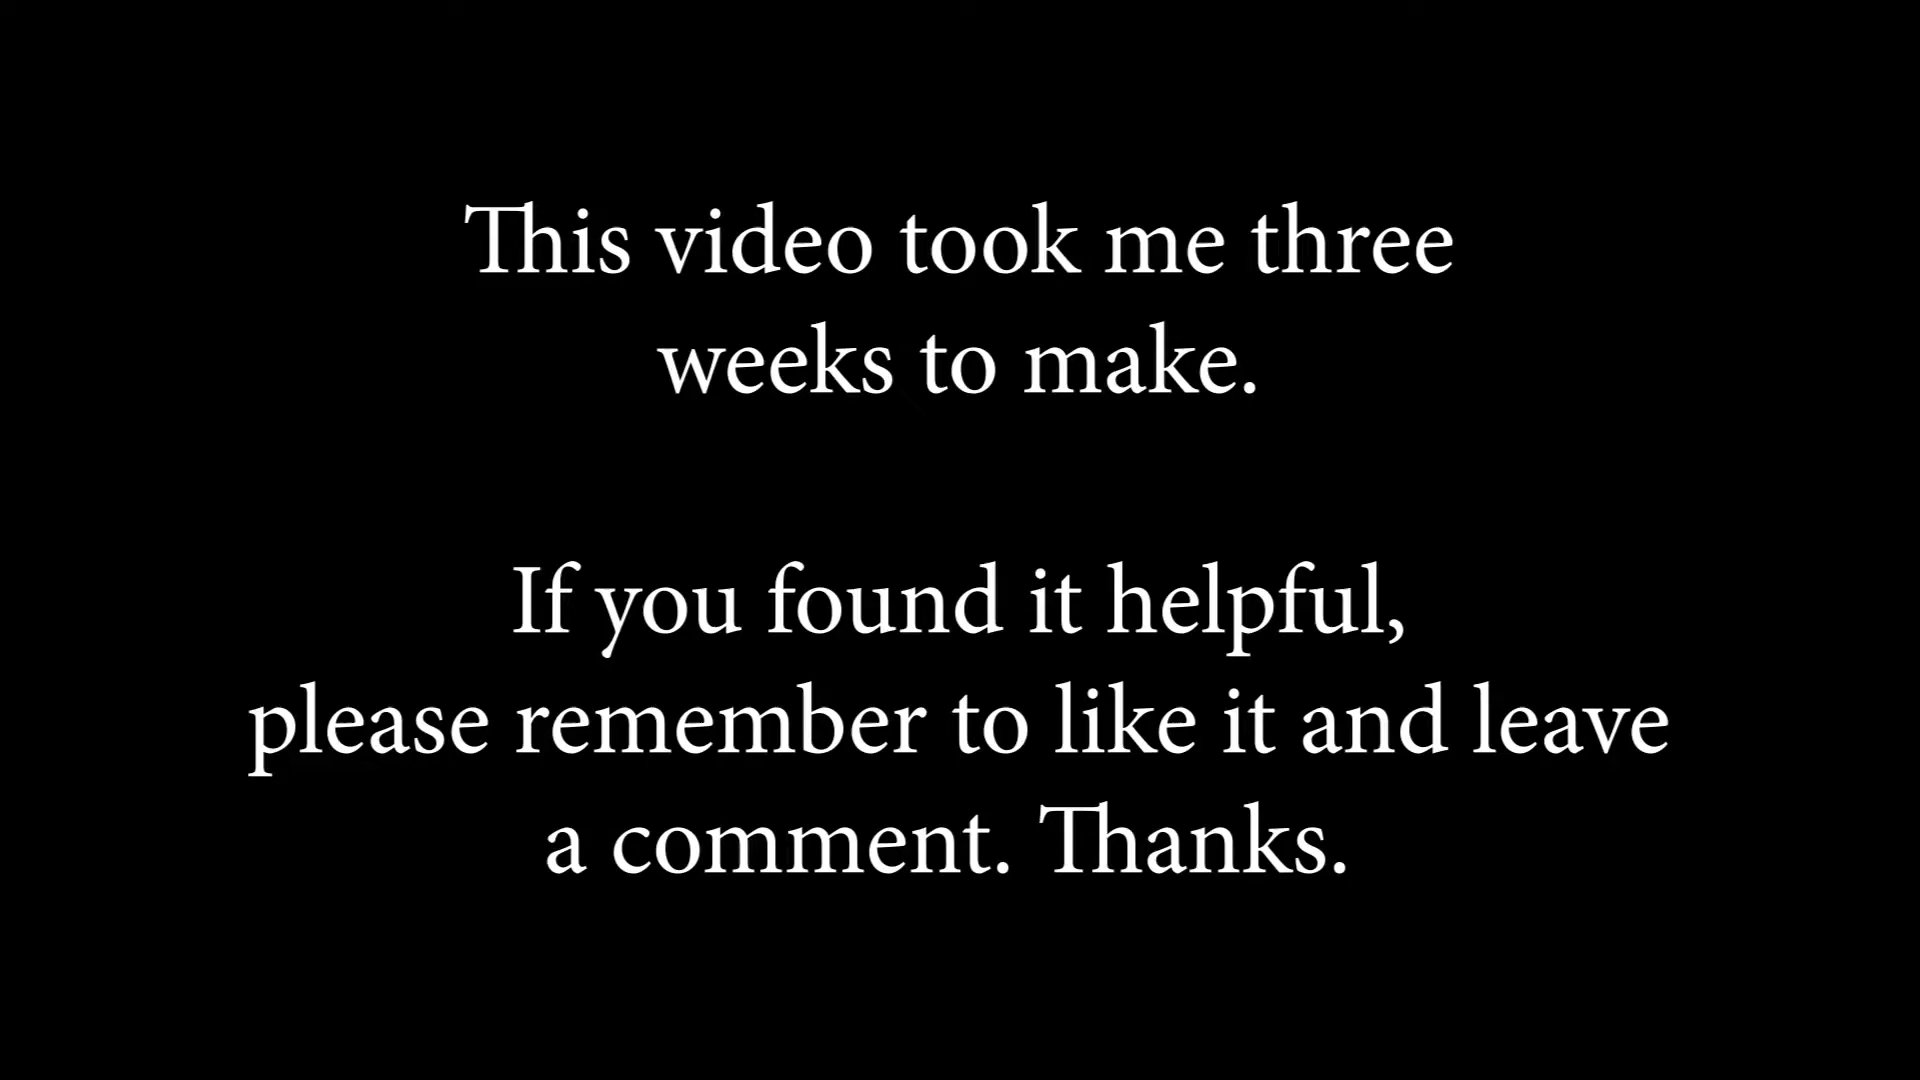 This video took me three
weeks to make.
If you found it helpful,
please remember to like it and leave
a comment. Thanks.